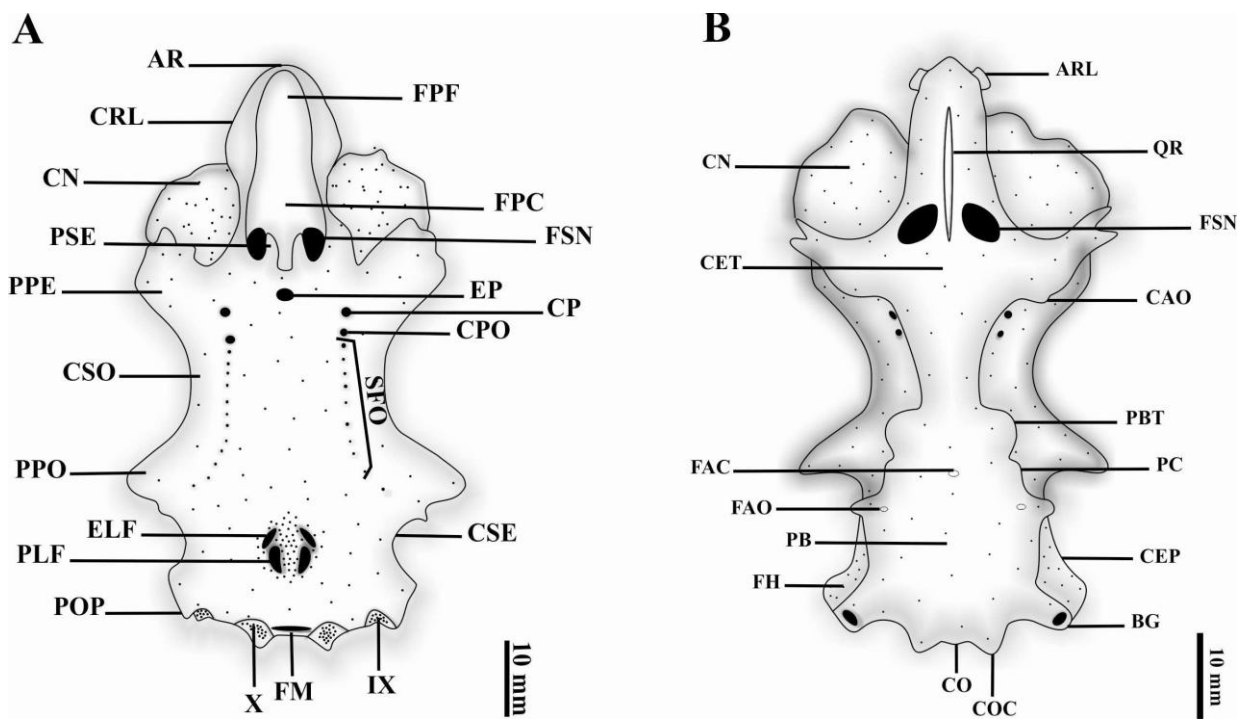 A
AR
FPF
CRL
CN
FPC
PSE
FSN
PPE
EP
CP
CPO
CSO
SFO
PPO
ELF
CSE
PLF
POP
X
FM
IX
10 mm
B
ARL
CN
QR
FSN
CET
CAO
PBT
FAC
PC
FAO
PB
CEP
FH
BG
CO
COC
10 mm